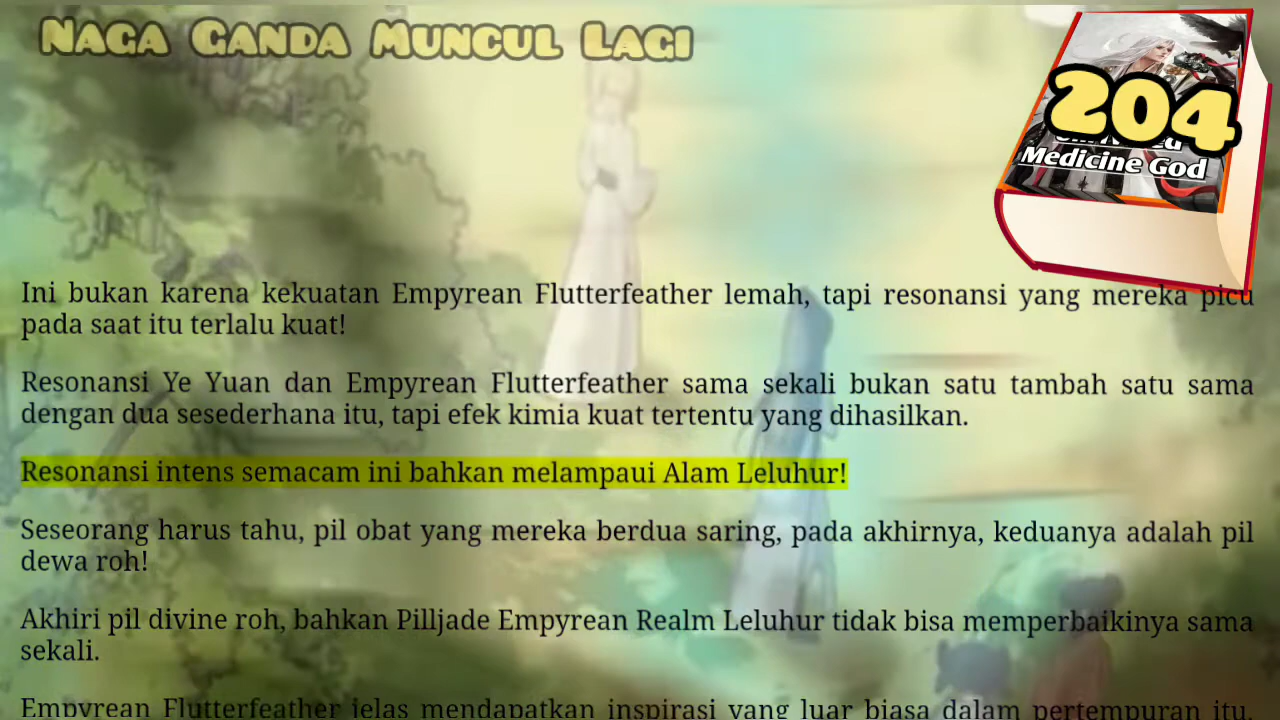 Naga Ganda Muncul Lagi
204
Medicine God
Ini bukan karena kekuatan Empyrean Flutterfeather lemah, tapi resonansi yang mereka picu
pada saat itu terlalu kuat!
Resonansi Ye Yuan dan Empyrean Flutterfeather sama sekali bukan satu tambah satu sama
dengan dua sesederhana itu, tapi efek kimia kuat tertentu yang dihasilkan.
Resonansi intens semacam ini bahkan melampaui Alam Leluhur!
Seseorang harus tahu, pil obat yang mereka berdua saring, pada akhirnya, keduanya adalah pil
dewa roh!
Akhiri pil divine roh, bahkan Pilljade Empyrean Realm Leluhur tidak bisa memperbaikinya sama
sekali.
Empyrean Flutterfeather jelas mendapatkan inspirasi yang luar biasa dalam pertempuran itu,